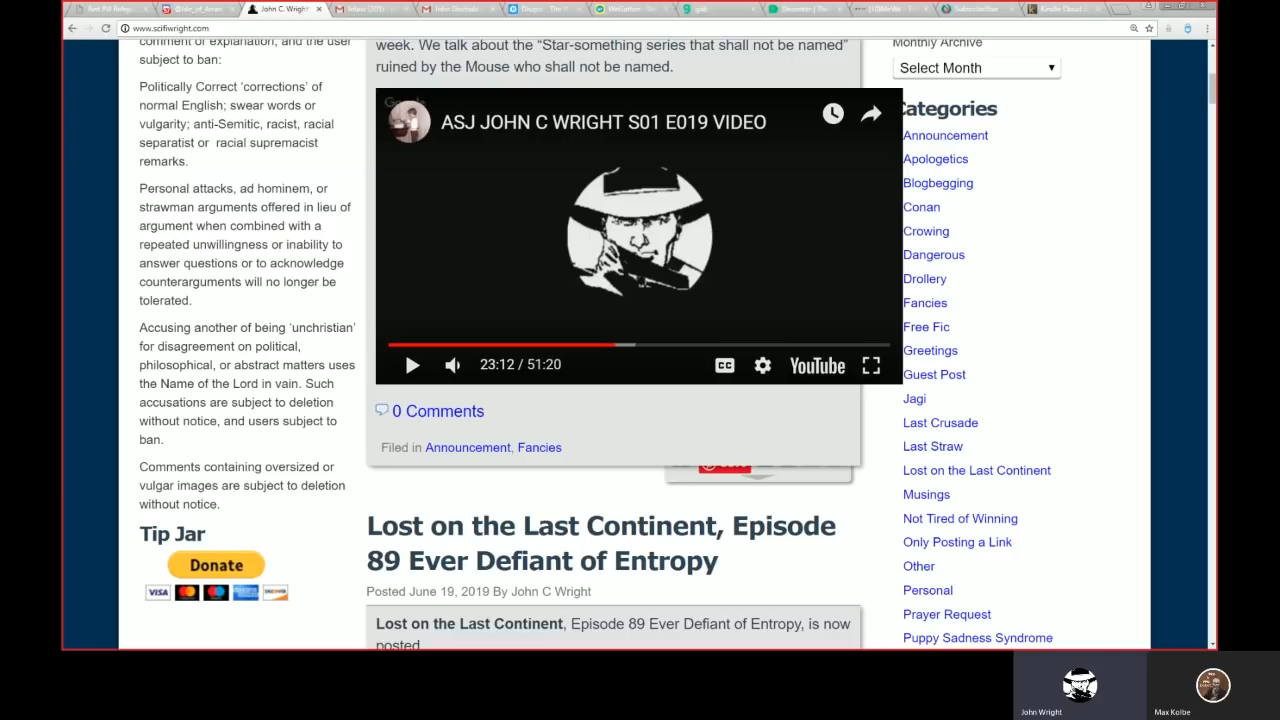 John C. Wright
www.scifiwright.com
comment or explanation, and the user
subject to ban:
Politically Correct 'corrections' of
normal English; swear words or
vulgarity; anti-Semitic, racist, racial
separatist or racial supremacist
remarks.
Personal attacks, ad hominem, or
strawman arguments offered in lieu of
argument when combined with a
repeated unwillingness or inability to
answer questions or to acknowledge
counterarguments will no longer be
tolerated.
Accusing another of being 'unchristian'
for disagreement on political,
philosophical, or abstract matters uses
the Name of the Lord in vain. Such
accusations are subject to deletion
without notice, and users subject to
ban.
Comments containing oversized or
vulgar images are subject to deletion
without notice.
Tip Jar
Donate
VISA
week. We talk about the “Star-something series that shall not be named”
ruined by the Mouse who shall not be named.
ASJ JOHN C WRIGHT S01 E019 VIDEO
23:12 / 51:20
CC
YouTube
0 Comments
Filed in Announcement, Fancies
Lost on the Last Continent, Episode
89 Ever Defiant of Entropy
Posted June 19, 2019 By John C Wright
Lost on the Last Continent, Episode 89 Ever Defiant of Entropy, is now
posted
Monthly Archive
Select Month
Categories
Announcement
Apologetics
Blogbegging
Conan
Crowing
Dangerous
Drollery
Fancies
Free Fic
Greetings
Guest Post
Jagi
Last Crusade
Last Straw
Lost on the Last Continent
Musings
Not Tired of Winning
Only Posting a Link
Other
Personal
Prayer Request
Puppy Sadness Syndrome
John Wright
Max Kolbe